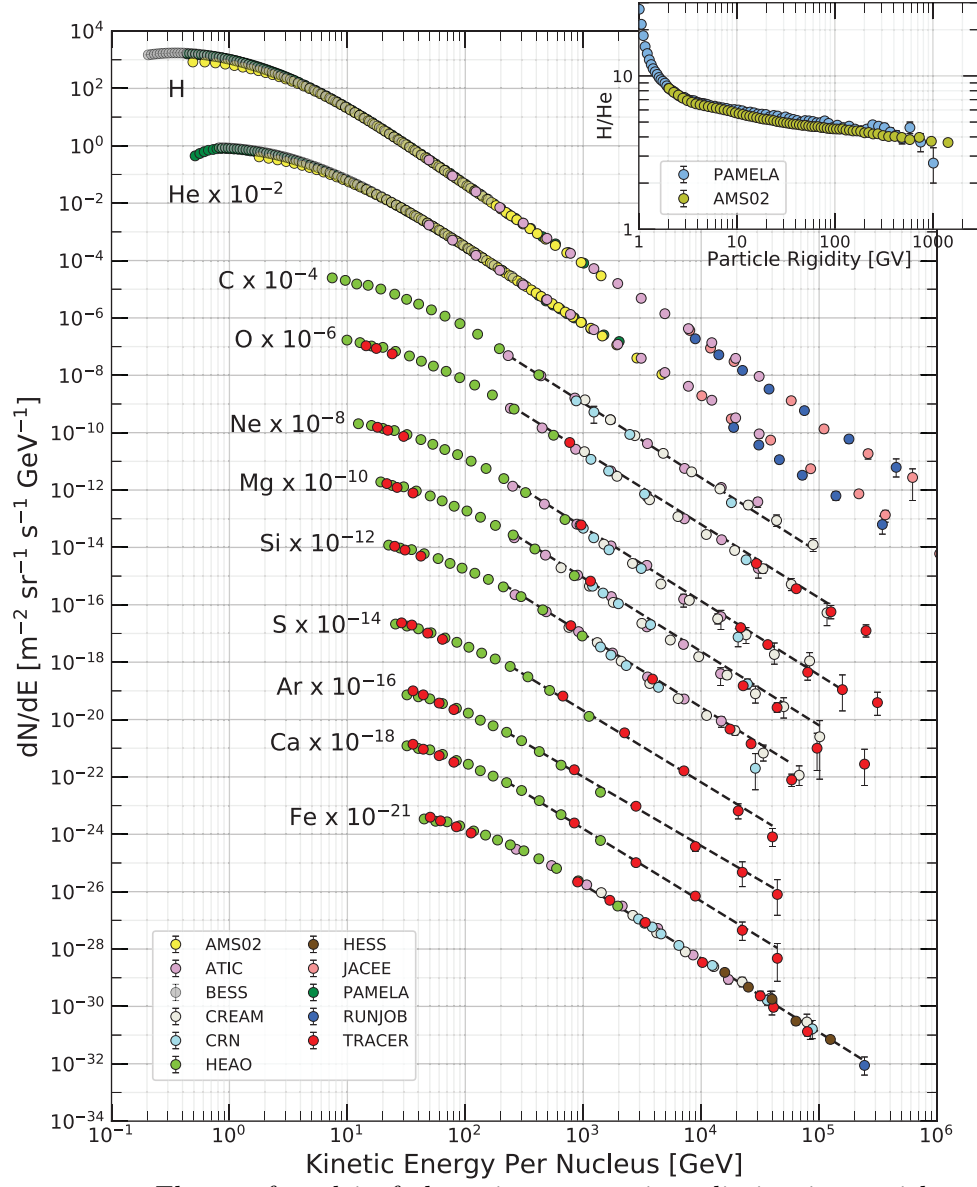 10^4
10^2
10^0
10^−2
10^−4
10^−6
10^−8
10^−10
10^−12
10^−14
10^−16
10^−18
10^−20
10^−22
10^−24
10^−26
10^−28
10^−30
10^−32
10^−34
dN/dE [m^−2 sr^−1 s^−1 GeV^−1]
H
He x 10^−2
C x 10^−4
O x 10^−6
Ne x 10^−8
Mg x 10^−10
Si x 10^−12
S x 10^−14
Ar x 10^−16
Ca x 10^−18
Fe x 10^−21
10
1
H/He
PAMELA
AMS02
1 10 100 1000
Particle Rigidity [GV]
AMS02
ATIC
BESS
CREAM
CRN
HEAO
HESS
JACEE
PAMELA
RUNJOB
TRACER
10^−1 10^0 10^1 10^2 10^3 10^4 10^5 10^6
Kinetic Energy Per Nucleus [GeV]